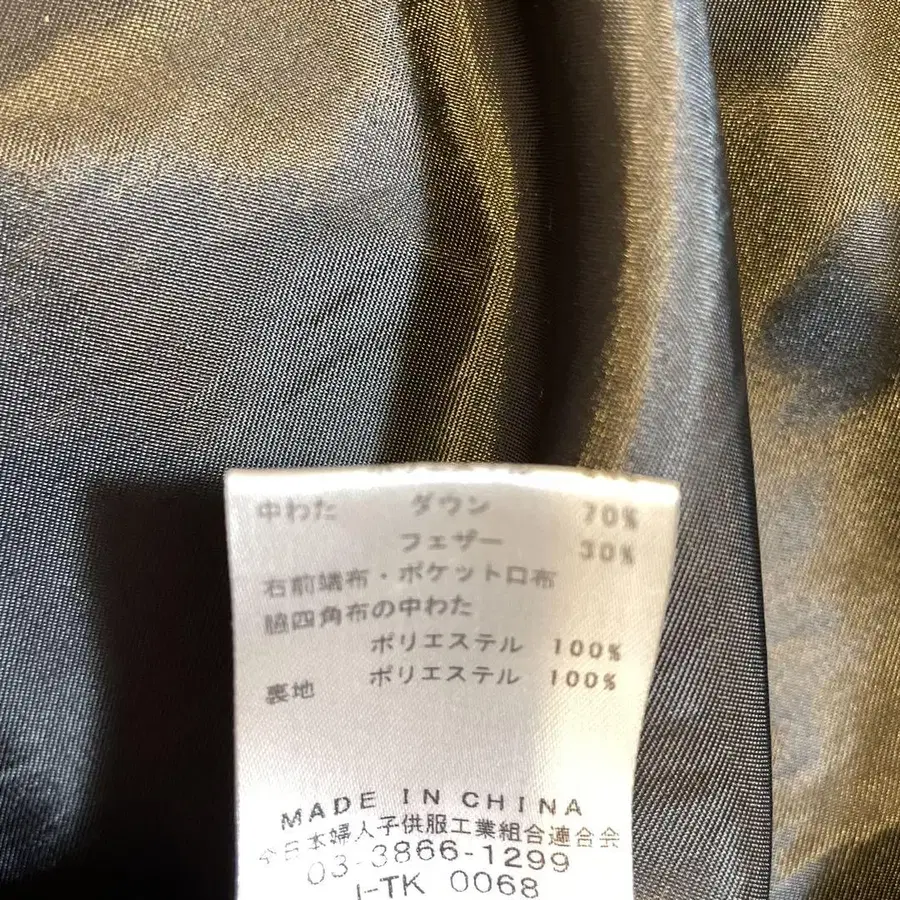 中わた ダウン 70%
フェザー 30%
右前端布・ポケット口布
脇四角布の中わた
ポリエステル 100%
裏地 ポリエステル 100%
MADE IN CHINA
全日本婦人子供服工業組合連合会
03-3866-1299
I-TK 0068